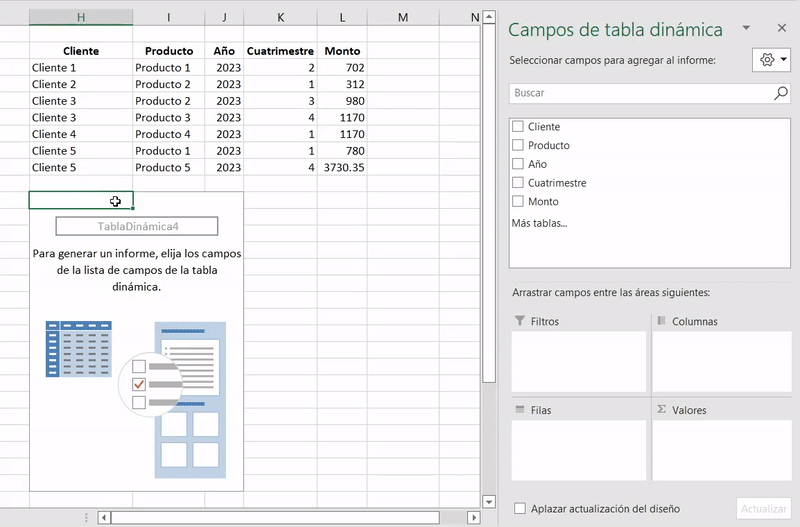 H I J K L M N
Cliente Producto Año Cuatrimestre Monto
Cliente 1 Producto 1 2023 2 702
Cliente 2 Producto 2 2023 1 312
Cliente 3 Producto 2 2023 3 980
Cliente 3 Producto 3 2023 4 1170
Cliente 4 Producto 4 2023 1 1170
Cliente 5 Producto 1 2023 1 780
Cliente 5 Producto 5 2023 4 3730.35
TablaDinámica4
Para generar un informe, elija los campos
de la lista de campos de la tabla
dinámica.
Campos de tabla dinámica
Seleccionar campos para agregar al informe:
Buscar
Cliente
Producto
Año
Cuatrimestre
Monto
Más tablas...
Arrastrar campos entre las áreas siguientes:
Filtros
Columnas
Filas
Σ Valores
Aplazar actualización del diseño
Actualizar